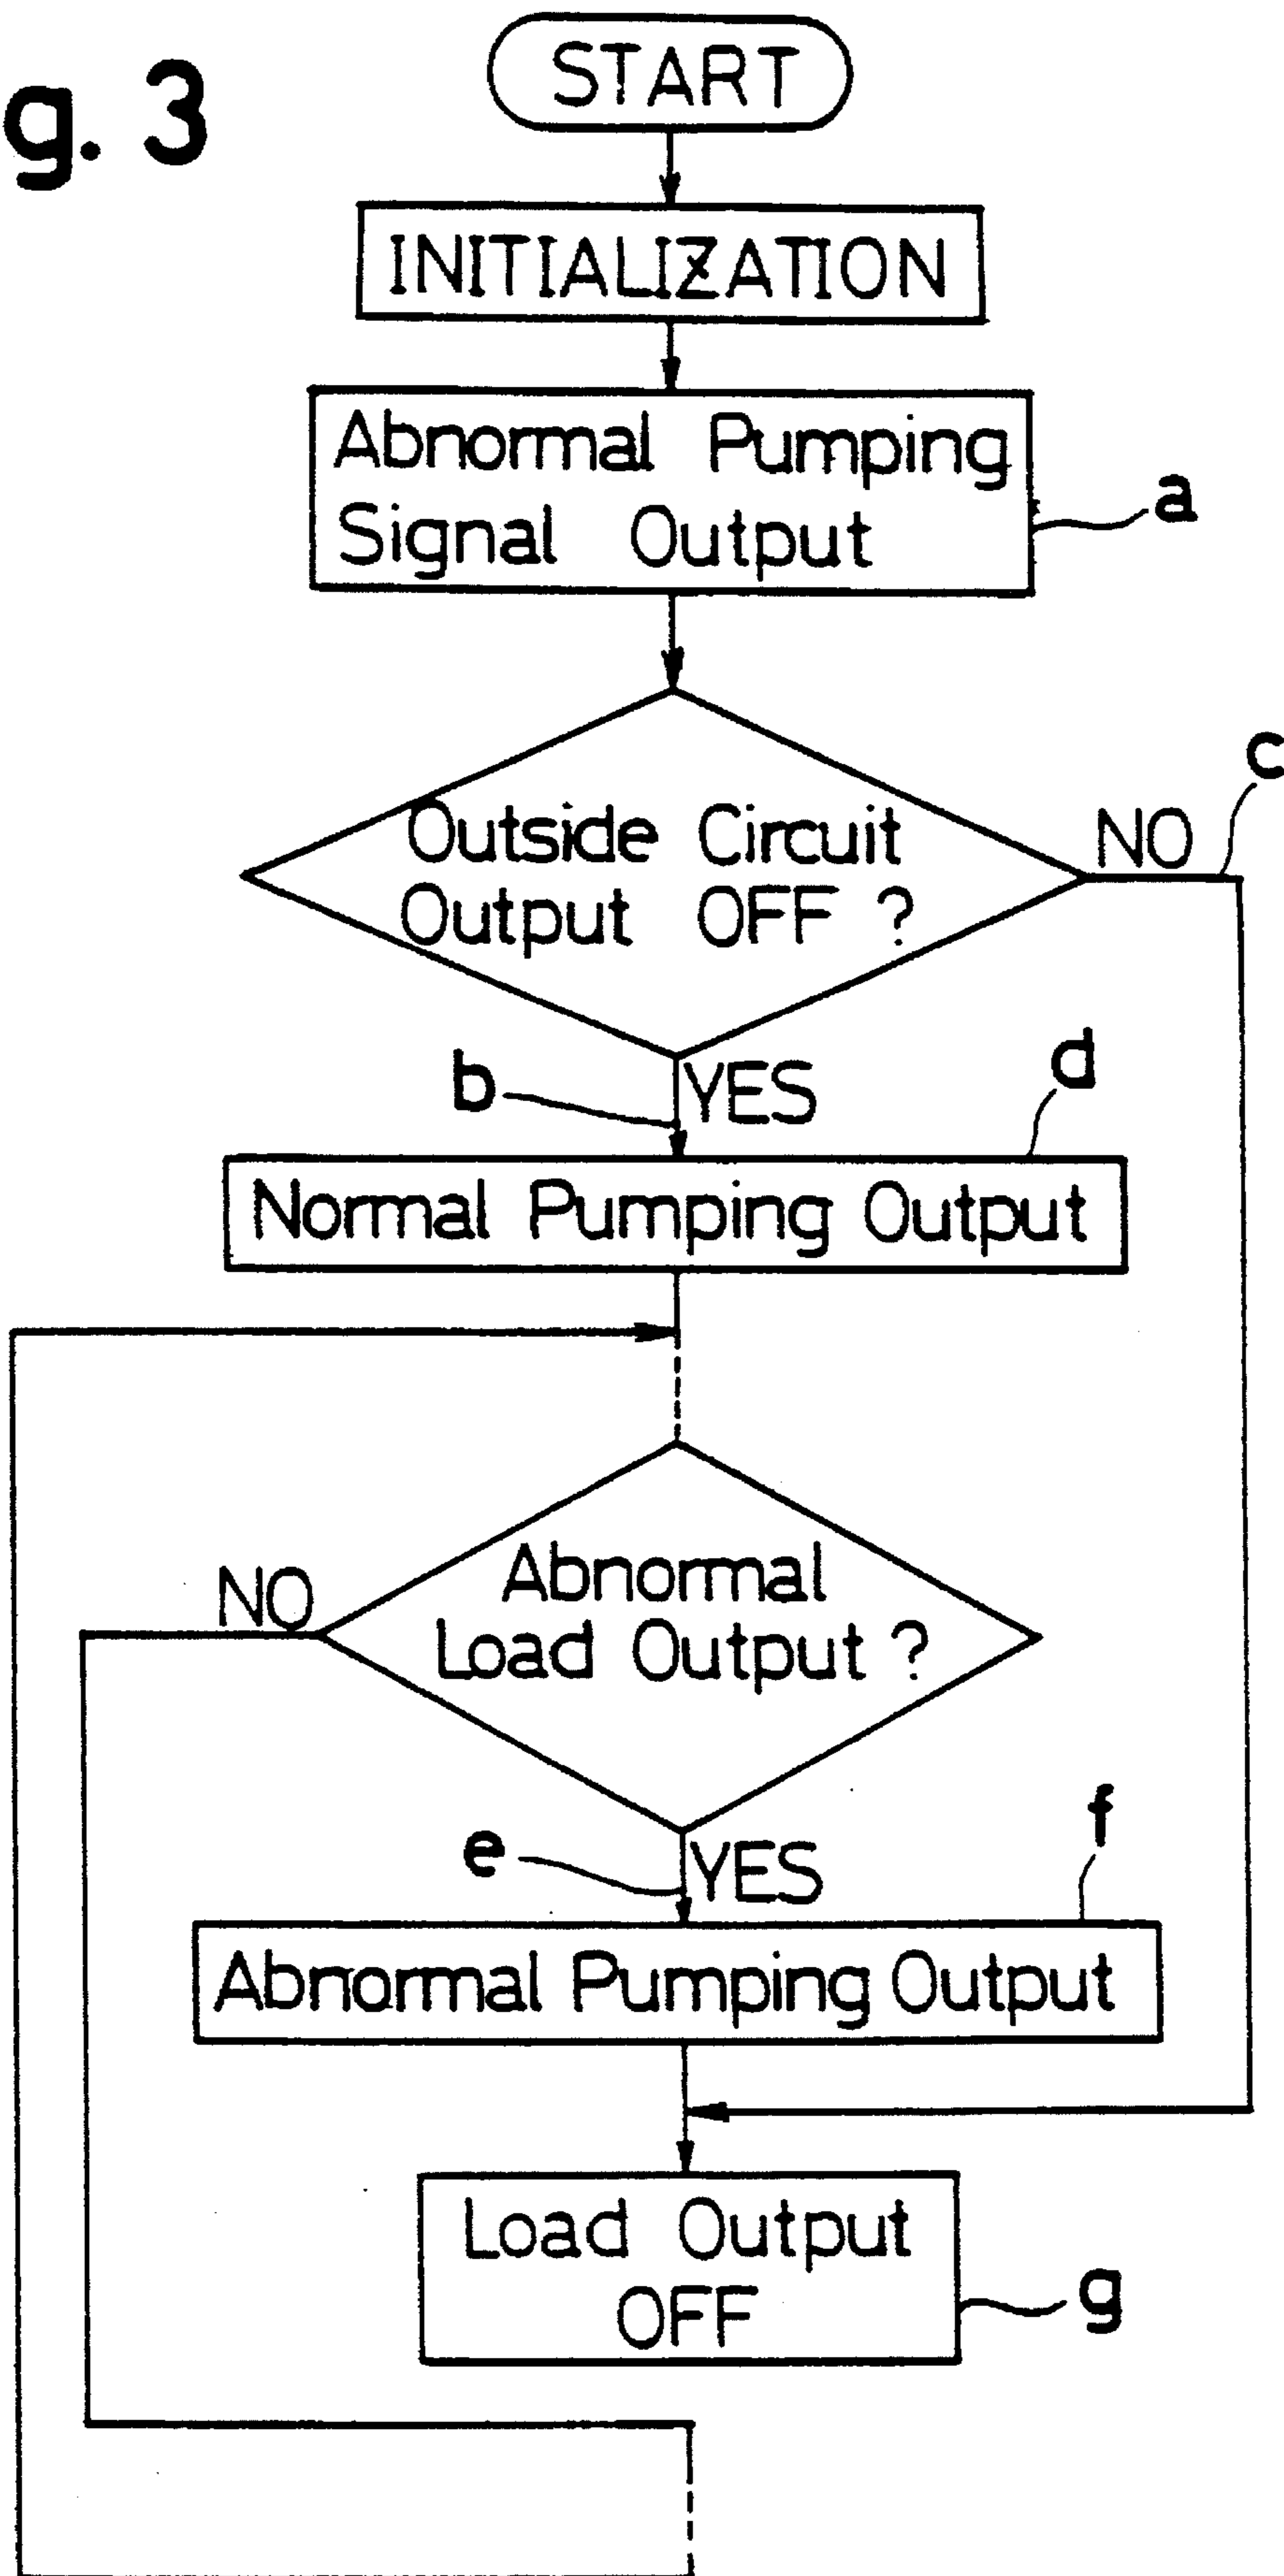 g. 3
START
INITIALIZATION
Abnormal Pumping
Signal Output
a
c
Outside Circuit
Output OFF ?
NO
b
YES
d
Normal Pumping Output
NO
Abnormal
Load Output ?
e
YES
f
Abnormal Pumping Output
Load Output
OFF
g